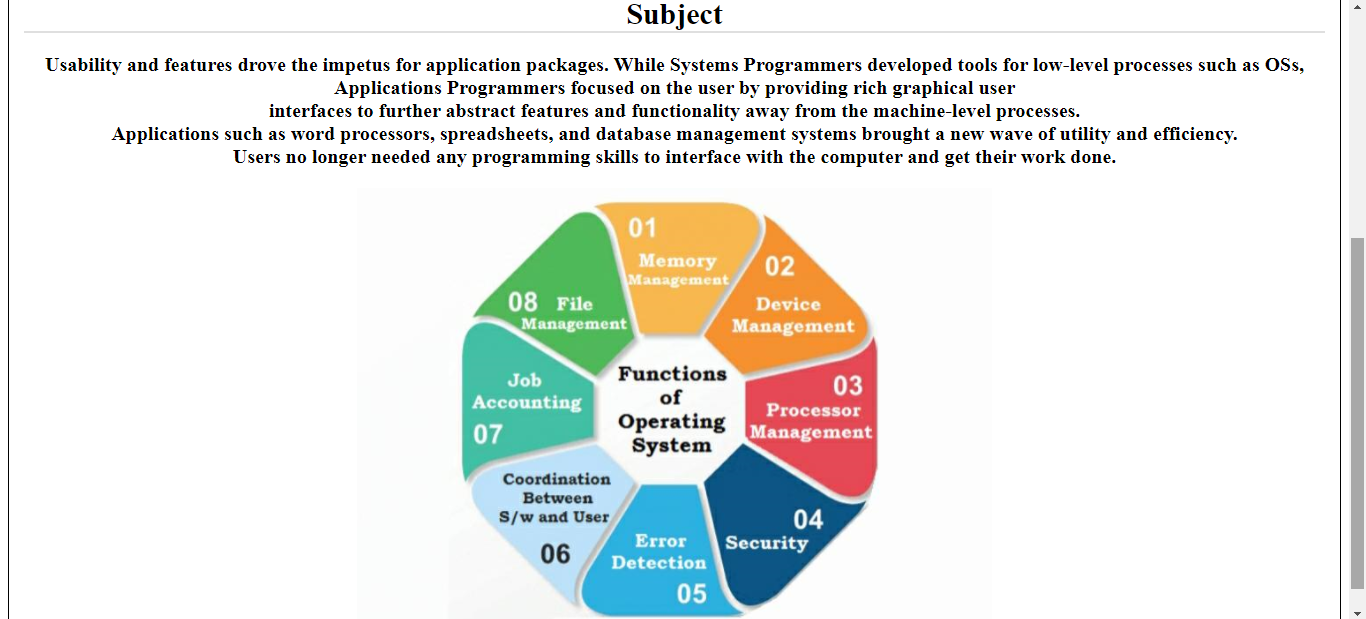 Subject
Usability and features drove the impetus for application packages. While Systems Programmers developed tools for low-level processes such as OSs,
Applications Programmers focused on the user by providing rich graphical user
interfaces to further abstract features and functionality away from the machine-level processes.
Applications such as word processors, spreadsheets, and database management systems brought a new wave of utility and efficiency.
Users no longer needed any programming skills to interface with the computer and get their work done.
01
Memory
Management
02
Device
Management
03
Processor
Management
04
Security
Error
Detection
05
Coordination
Between
S/w and User
06
Job
Accounting
07
08 File
Management
Functions
of
Operating
System